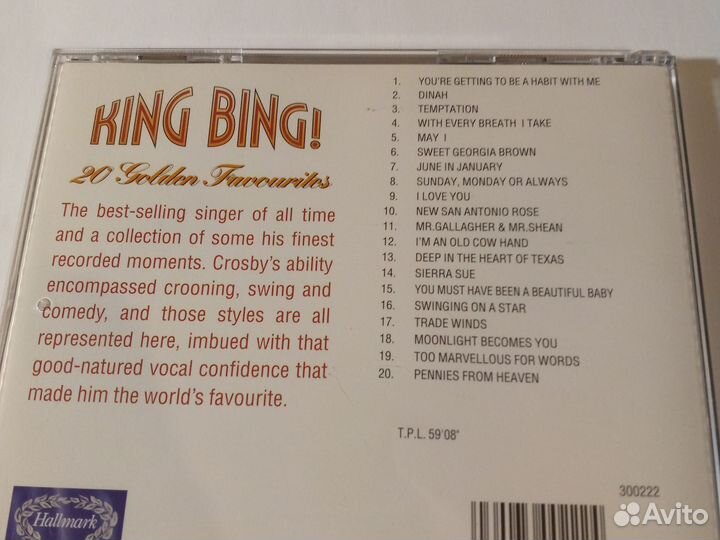 KING BING!
20 Golden Favourites
The best-selling singer of all time
and a collection of some his finest
recorded moments. Crosby's ability
encompassed crooning, swing and
comedy, and those styles are all
represented here, imbued with that
good-natured vocal confidence that
made him the world's favourite.
1. YOU'RE GETTING TO BE A HABIT WITH ME
2. DINAH
3. TEMPTATION
4. WITH EVERY BREATH I TAKE
5. MAY I
6. SWEET GEORGIA BROWN
7. JUNE IN JANUARY
8. SUNDAY, MONDAY OR ALWAYS
9. I LOVE YOU
10. NEW SAN ANTONIO ROSE
11. MR.GALLAGHER & MR.SHEAN
12. I'M AN OLD COW HAND
13. DEEP IN THE HEART OF TEXAS
14. SIERRA SUE
15. YOU MUST HAVE BEEN A BEAUTIFUL BABY
16. SWINGING ON A STAR
17. TRADE WINDS
18. MOONLIGHT BECOMES YOU
19. TOO MARVELLOUS FOR WORDS
20. PENNIES FROM HEAVEN
T.P.L. 59'08"
300222
Hallmark
Avito